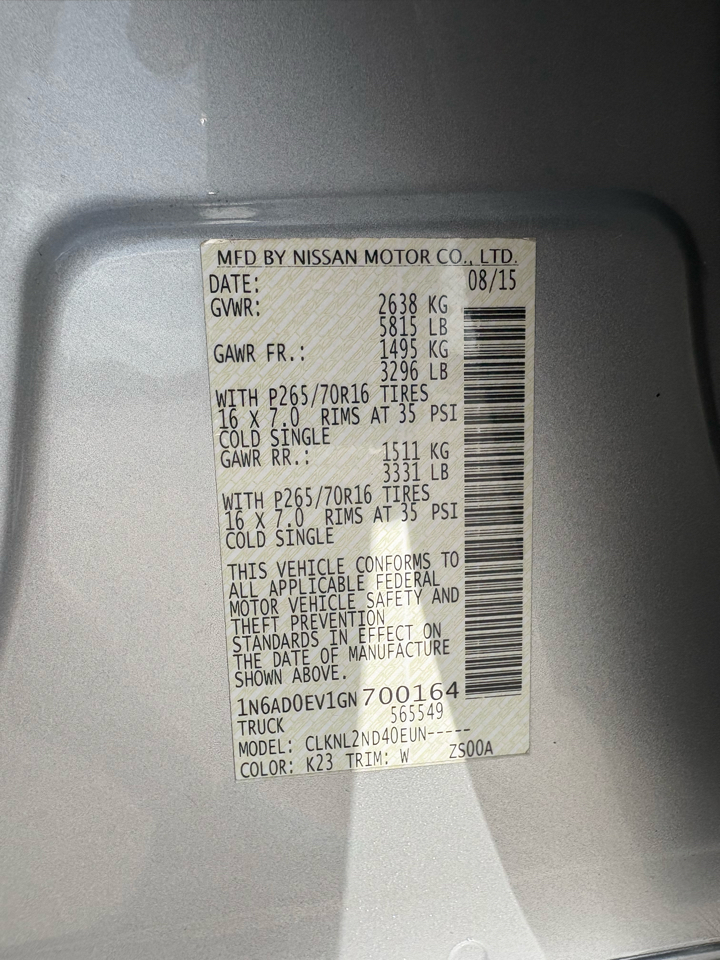 MFD BY NISSAN MOTOR CO., LTD.
DATE: 08/15
GVWR: 2638 KG
5815 LB
GAWR FR.: 1495 KG
3296 LB
WITH P265/70R16 TIRES
16 X 7.0 RIMS AT 35 PSI
COLD SINGLE
GAWR RR.: 1511 KG
3331 LB
WITH P265/70R16 TIRES
16 X 7.0 RIMS AT 35 PSI
COLD SINGLE
THIS VEHICLE CONFORMS TO
ALL APPLICABLE FEDERAL
MOTOR VEHICLE SAFETY AND
THEFT PREVENTION
STANDARDS IN EFFECT ON
THE DATE OF MANUFACTURE
SHOWN ABOVE.
1N6AD0EV1GN700164
TRUCK 565549
MODEL: CLKNL2ND40EUN-----
COLOR: K23 TRIM: W ZS00A